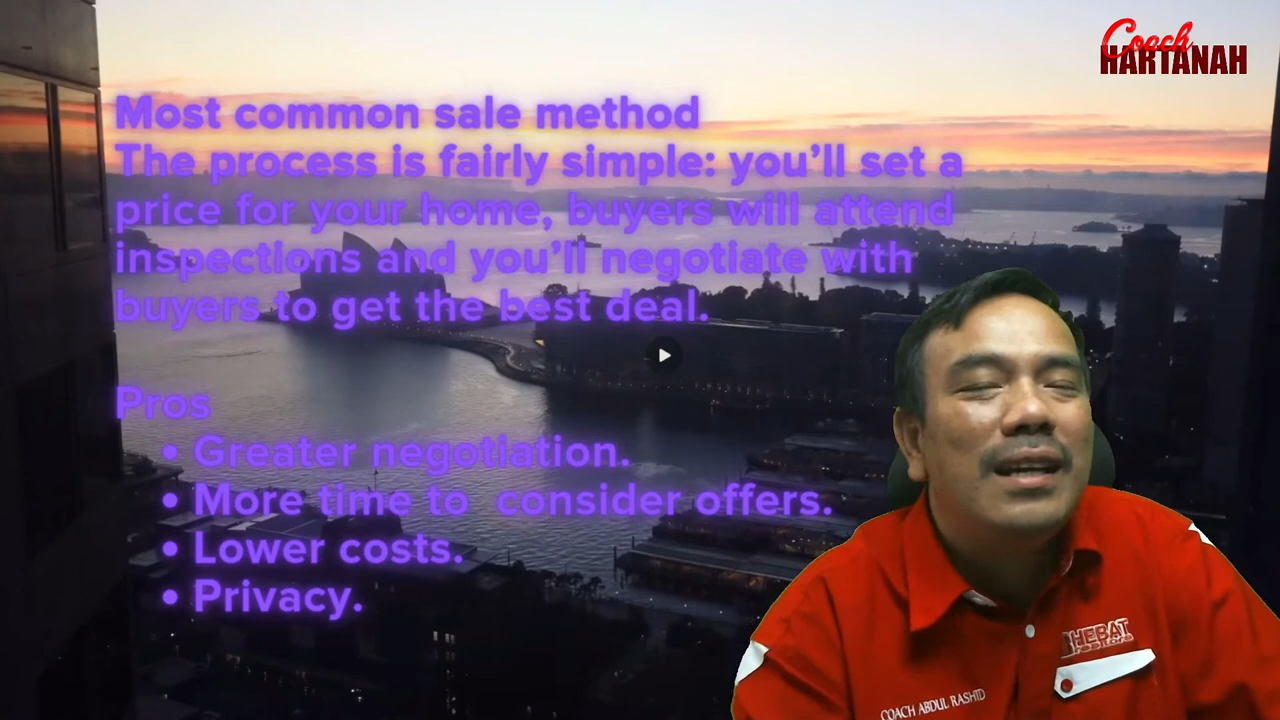 Coach
HARTANAH
Most common sale method
The process is fairly simple: you’ll set a
price for your home, buyers will attend
inspections and you’ll negotiate with
buyers to get the best deal.
Pros
• Greater negotiation.
• More time to consider offers.
• Lower costs.
• Privacy.
HEBAT
COACH ABDUL RASHID